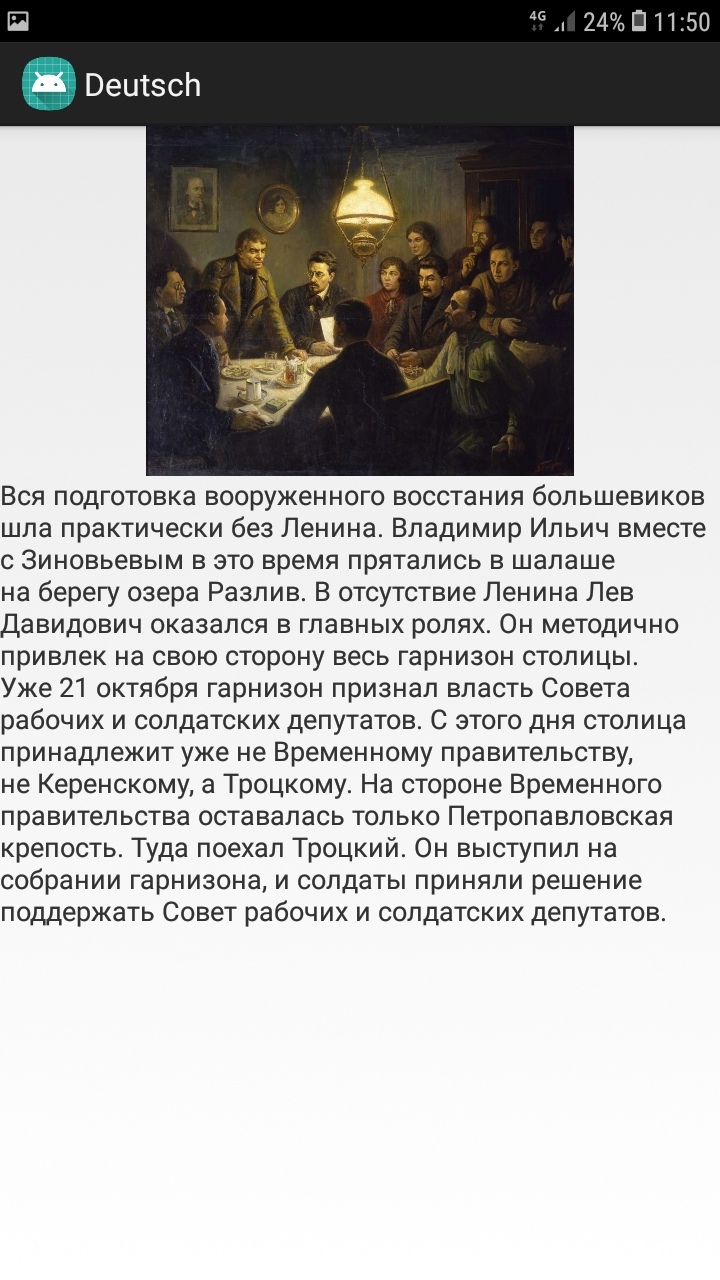 4G 24% 11:50
Deutsch
Вся подготовка вооруженного восстания большевиков
шла практически без Ленина. Владимир Ильич вместе
с Зиновьевым в это время прятались в шалаше
на берегу озера Разлив. В отсутствие Ленина Лев
Давидович оказался в главных ролях. Он методично
привлек на свою сторону весь гарнизон столицы.
Уже 21 октября гарнизон признал власть Совета
рабочих и солдатских депутатов. С этого дня столица
принадлежит уже не Временному правительству,
не Керенскому, а Троцкому. На стороне Временного
правительства оставалась только Петропавловская
крепость. Туда поехал Троцкий. Он выступил на
собрании гарнизона, и солдаты приняли решение
поддержать Совет рабочих и солдатских депутатов.